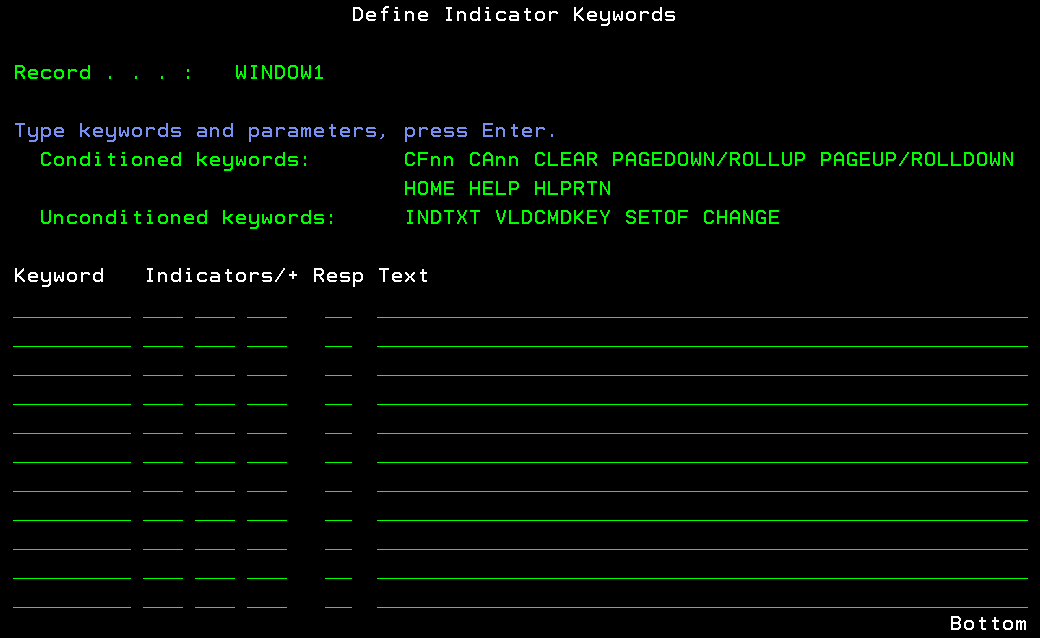 Define Indicator Keywords
Record . . . :   WINDOW1
Type keywords and parameters, press Enter.
Conditioned keywords:       CFnn CAnn CLEAR PAGEDOWN/ROLLUP PAGEUP/ROLLDOWN
HOME HELP HLPRTN
Unconditioned keywords:     INDTXT VLDCMDKEY SETOF CHANGE
Keyword   Indicators/+ Resp Text
Bottom